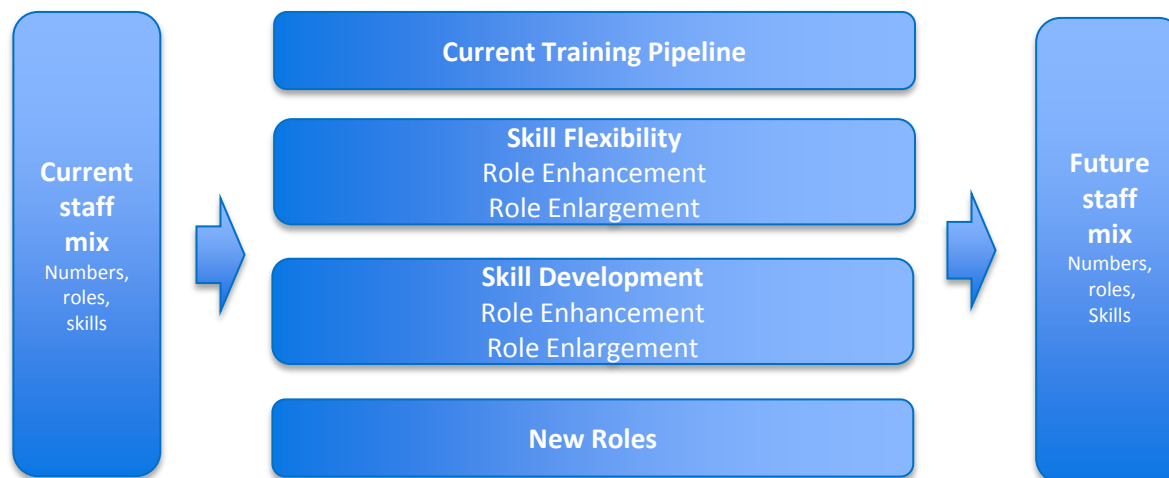 Current
staff
mix
Numbers,
roles,
skills
Current Training Pipeline
Skill Flexibility
Role Enhancement
Role Enlargement
Skill Development
Role Enhancement
Role Enlargement
New Roles
Future
staff
mix
Numbers,
roles,
Skills